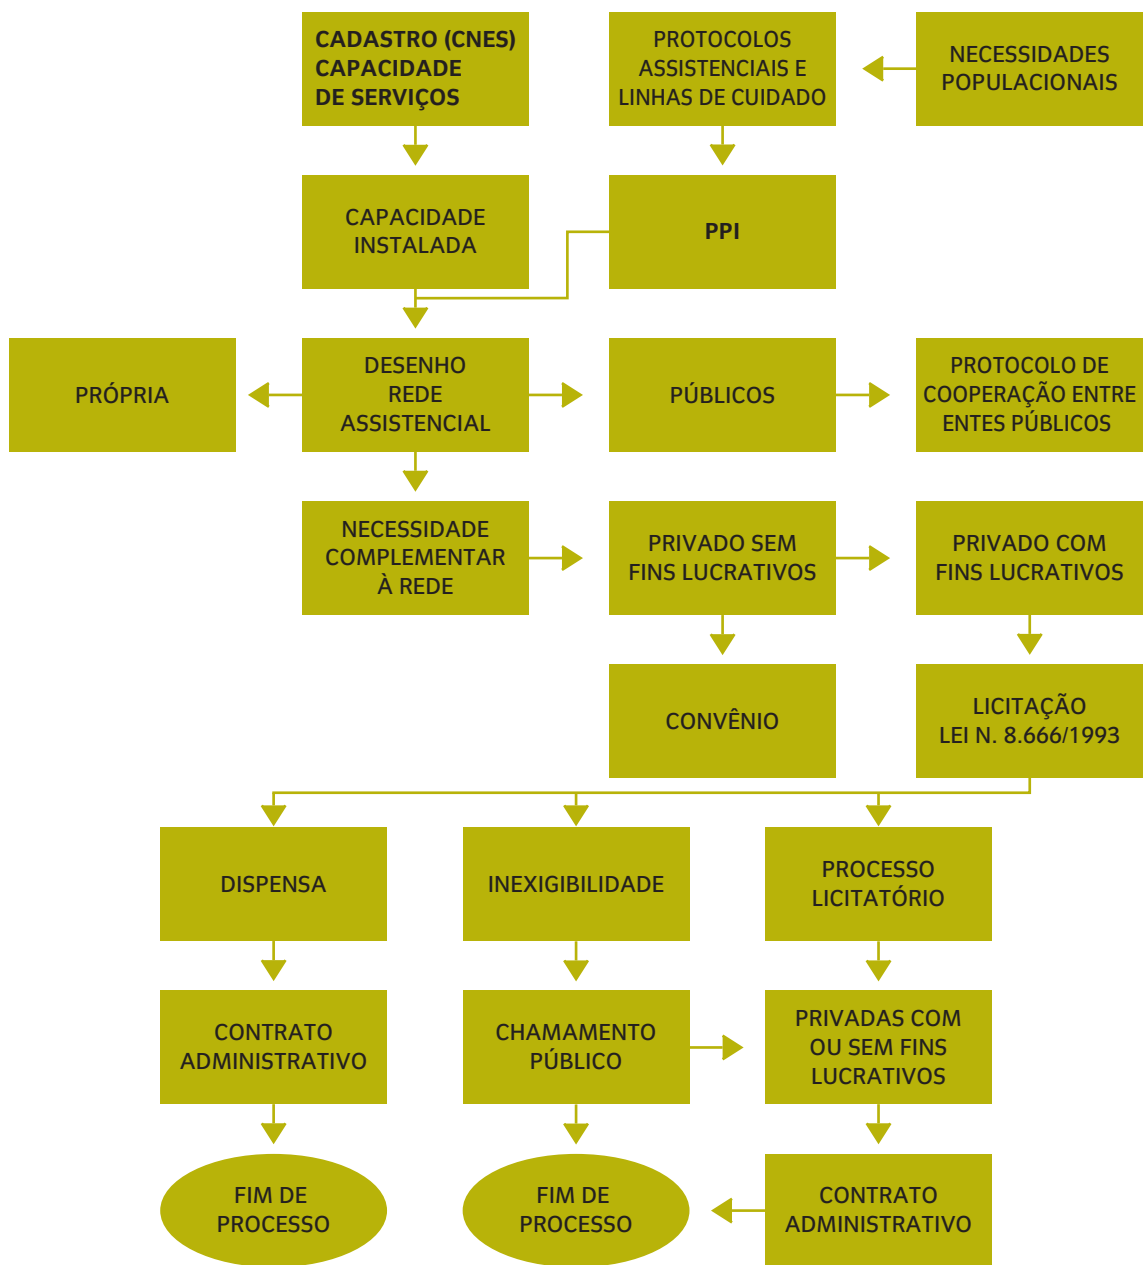 CADASTRO (CNES)
CAPACIDADE
DE SERVIÇOS
PROTOCOLOS
ASSISTENCIAIS E
LINHAS DE CUIDADO
NECESSIDADES
POPULACIONAIS
CAPACIDADE
INSTALADA
PPI
PRÓPRIA
DESENHO
REDE
ASSISTENCIAL
PÚBLICOS
PROTOCOLO DE
COOPERAÇÃO ENTRE
ENTES PÚBLICOS
NECESSIDADE
COMPLEMENTAR
À REDE
PRIVADO SEM
FINS LUCRATIVOS
PRIVADO COM
FINS LUCRATIVOS
CONVÊNIO
LICITAÇÃO
LEI N. 8.666/1993
DISPENSA
INEXIGIBILIDADE
PROCESSO
LICITATÓRIO
CONTRATO
ADMINISTRATIVO
CHAMAMENTO
PÚBLICO
PRIVADAS COM
OU SEM FINS
LUCRATIVOS
FIM DE
PROCESSO
FIM DE
PROCESSO
CONTRATO
ADMINISTRATIVO